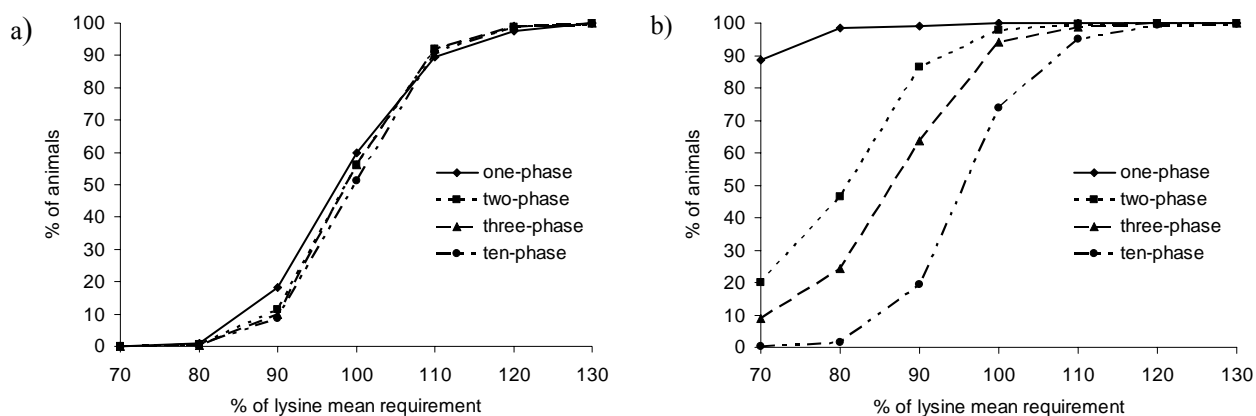 a)
100
90
80
70
60
50
40
30
20
10
0
% of animals
one-phase
two-phase
three-phase
ten-phase
70 80 90 100 110 120 130
% of lysine mean requirement
b)
100
90
80
70
60
50
40
30
20
10
0
% of animals
one-phase
two-phase
three-phase
ten-phase
70 80 90 100 110 120 130
% of lysine mean requirement